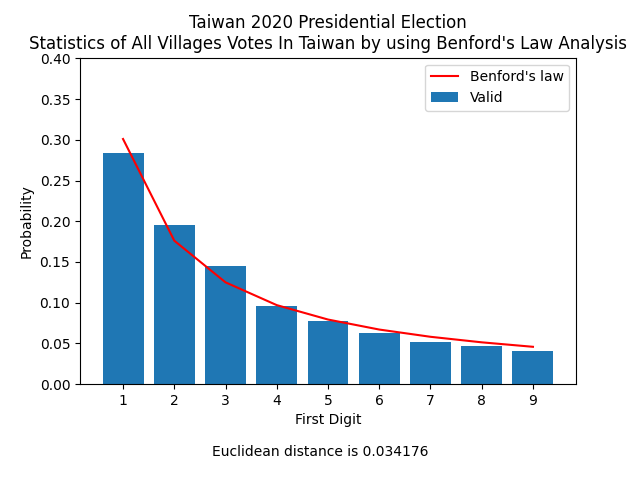 Taiwan 2020 Presidential Election
Statistics of All Villages Votes In Taiwan by using Benford's Law Analysis
0.40
0.35
0.30
0.25
0.20
0.15
0.10
0.05
0.00
Probability
Benford's law
Valid
1 2 3 4 5 6 7 8 9
First Digit
Euclidean distance is 0.034176